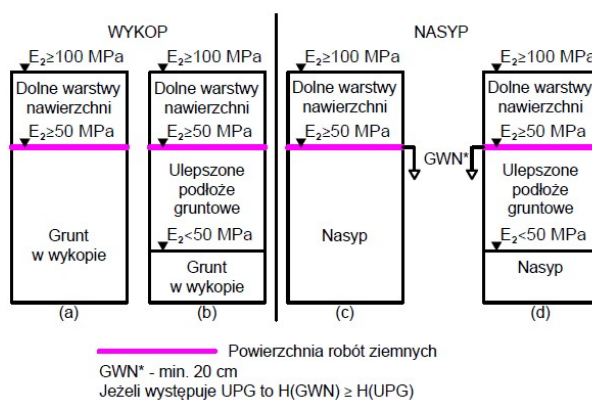 WYKOP NASYP
E₂≥100 MPa E₂≥100 MPa E₂≥100 MPa E₂≥100 MPa
Dolne warstwy Dolne warstwy Dolne warstwy Dolne warstwy
nawierzchni nawierzchni nawierzchni nawierzchni
E₂≥50 MPa E₂≥50 MPa E₂≥50 MPa E₂≥50 MPa
GWN*
Ulepszone Ulepszone
podłoże podłoże
gruntowe gruntowe
Grunt Nasyp
w wykopie
E₂<50 MPa E₂<50 MPa
Grunt Nasyp
w wykopie
(a) (b) (c) (d)
Powierzchnia robót ziemnych
GWN* - min. 20 cm
Jeżeli występuje UPG to H(GWN) ≥ H(UPG)